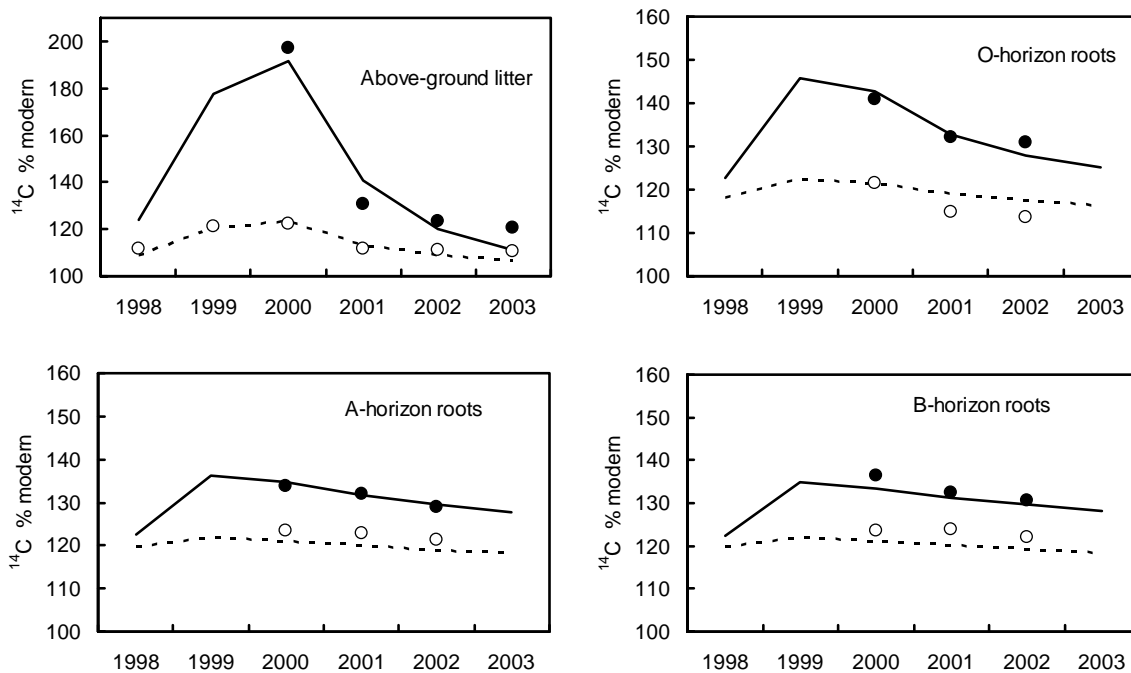 200
180
160
140
120
100
¹⁴C % modern
Above-ground litter
1998 1999 2000 2001 2002 2003
160
150
140
130
120
110
100
¹⁴C % modern
O-horizon roots
1998 1999 2000 2001 2002 2003
160
150
140
130
120
110
100
¹⁴C % modern
A-horizon roots
1998 1999 2000 2001 2002 2003
160
150
140
130
120
110
100
¹⁴C % modern
B-horizon roots
1998 1999 2000 2001 2002 2003